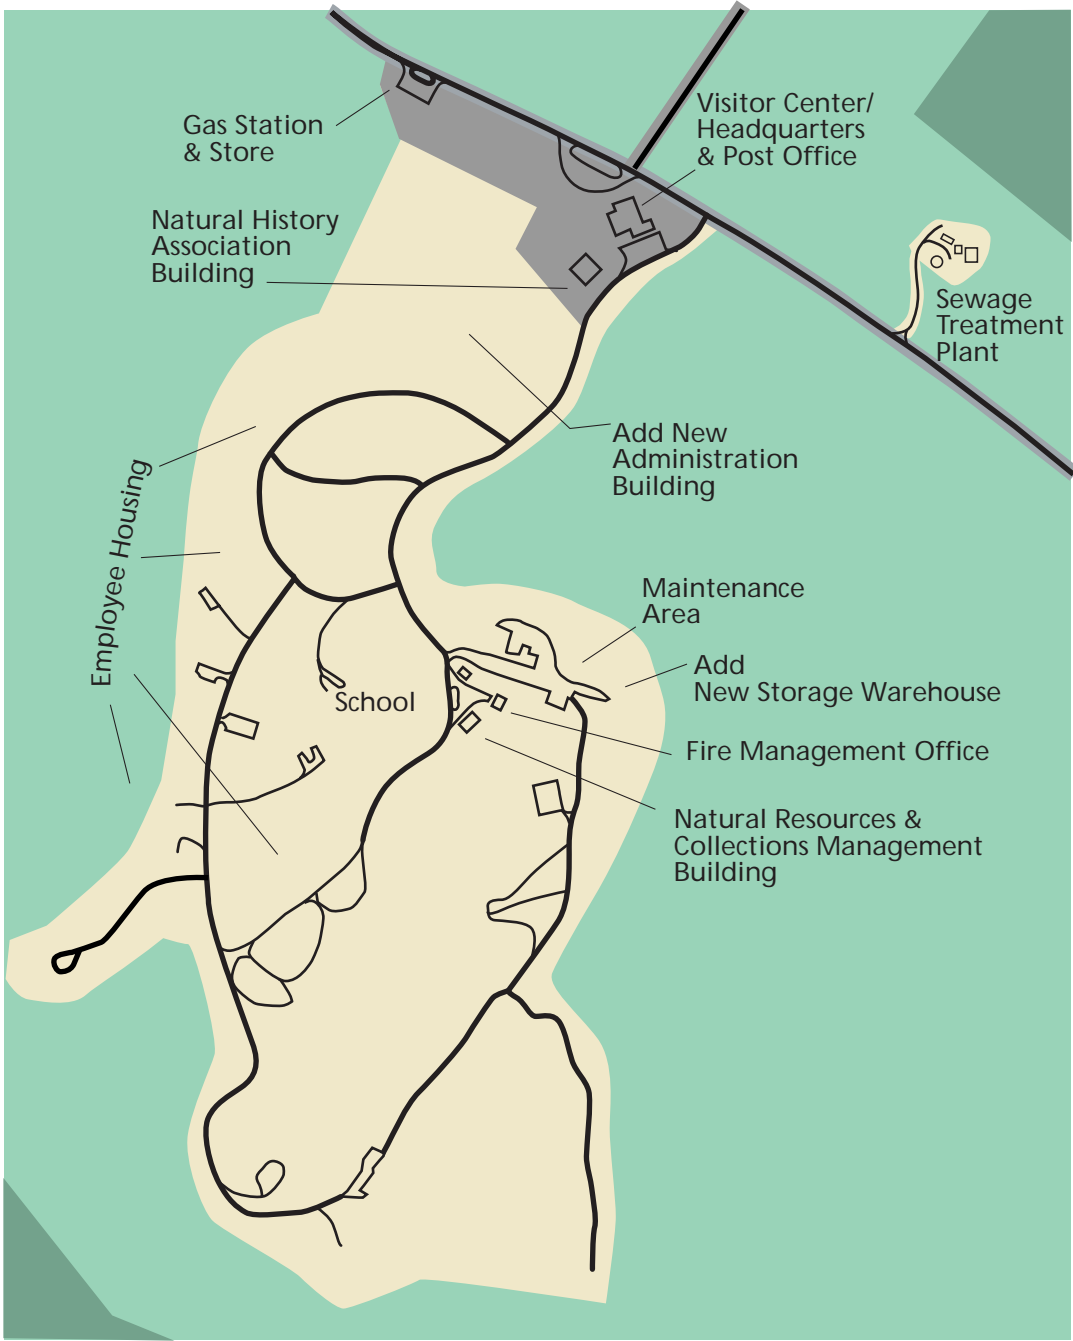 Gas Station
& Store
Visitor Center/
Headquarters
& Post Office
Natural History
Association
Building
Sewage
Treatment
Plant
Add New
Administration
Building
Employee Housing
Maintenance
Area
Add
New Storage Warehouse
School
Fire Management Office
Natural Resources &
Collections Management
Building